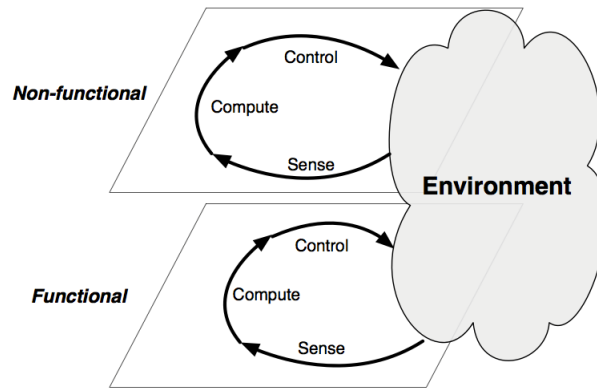 Control
Non-functional
Compute
Sense
Environment
Control
Functional
Compute
Sense